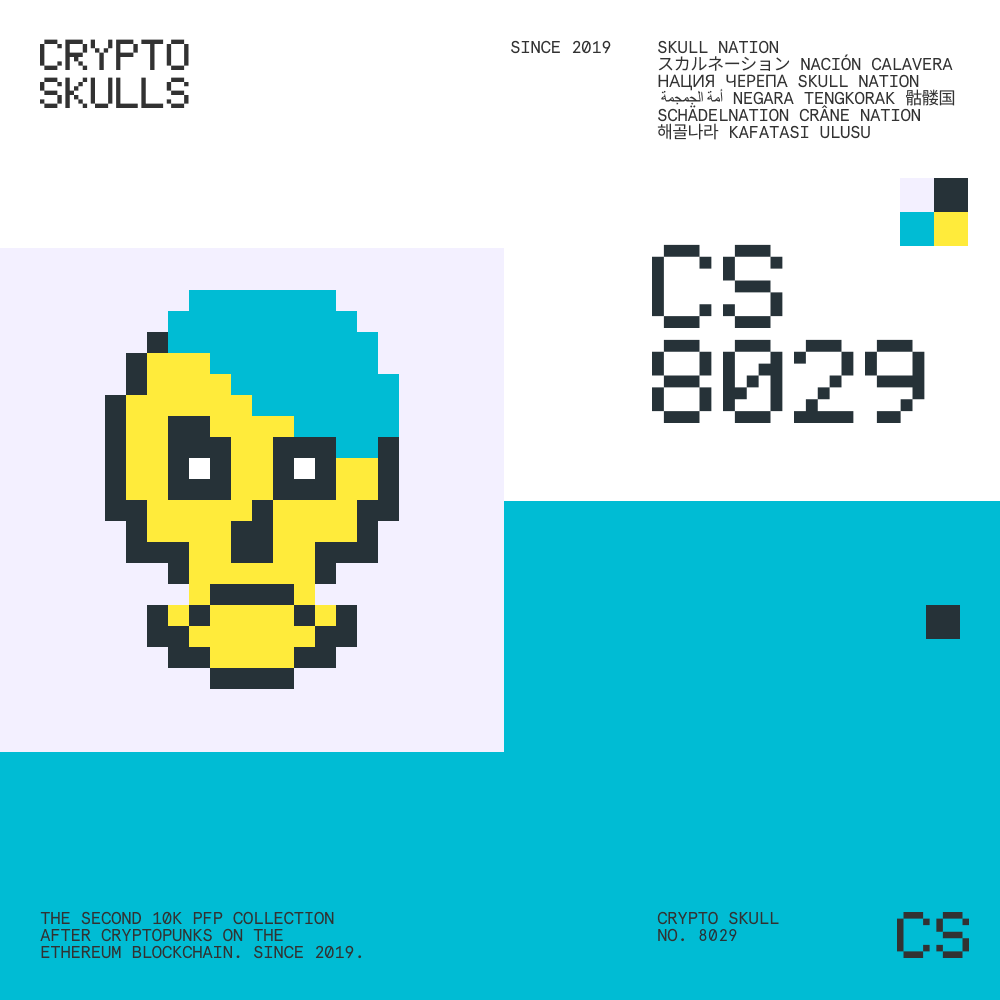 CRYPTO
SKULLS
SINCE 2019
SKULL NATION
スカルネーション NACIÓN CALAVERA
НАЦИЯ ЧЕРЕПА SKULL NATION
أمة الجمجمة NEGARA TENGKORAK 骷髅国
SCHÄDELNATION CRÂNE NATION
해골나라 KAFATASI ULUSU
CS
8029
THE SECOND 10K PFP COLLECTION
AFTER CRYPTOPUNKS ON THE
ETHEREUM BLOCKCHAIN. SINCE 2019.
CRYPTO SKULL
NO. 8029
CS